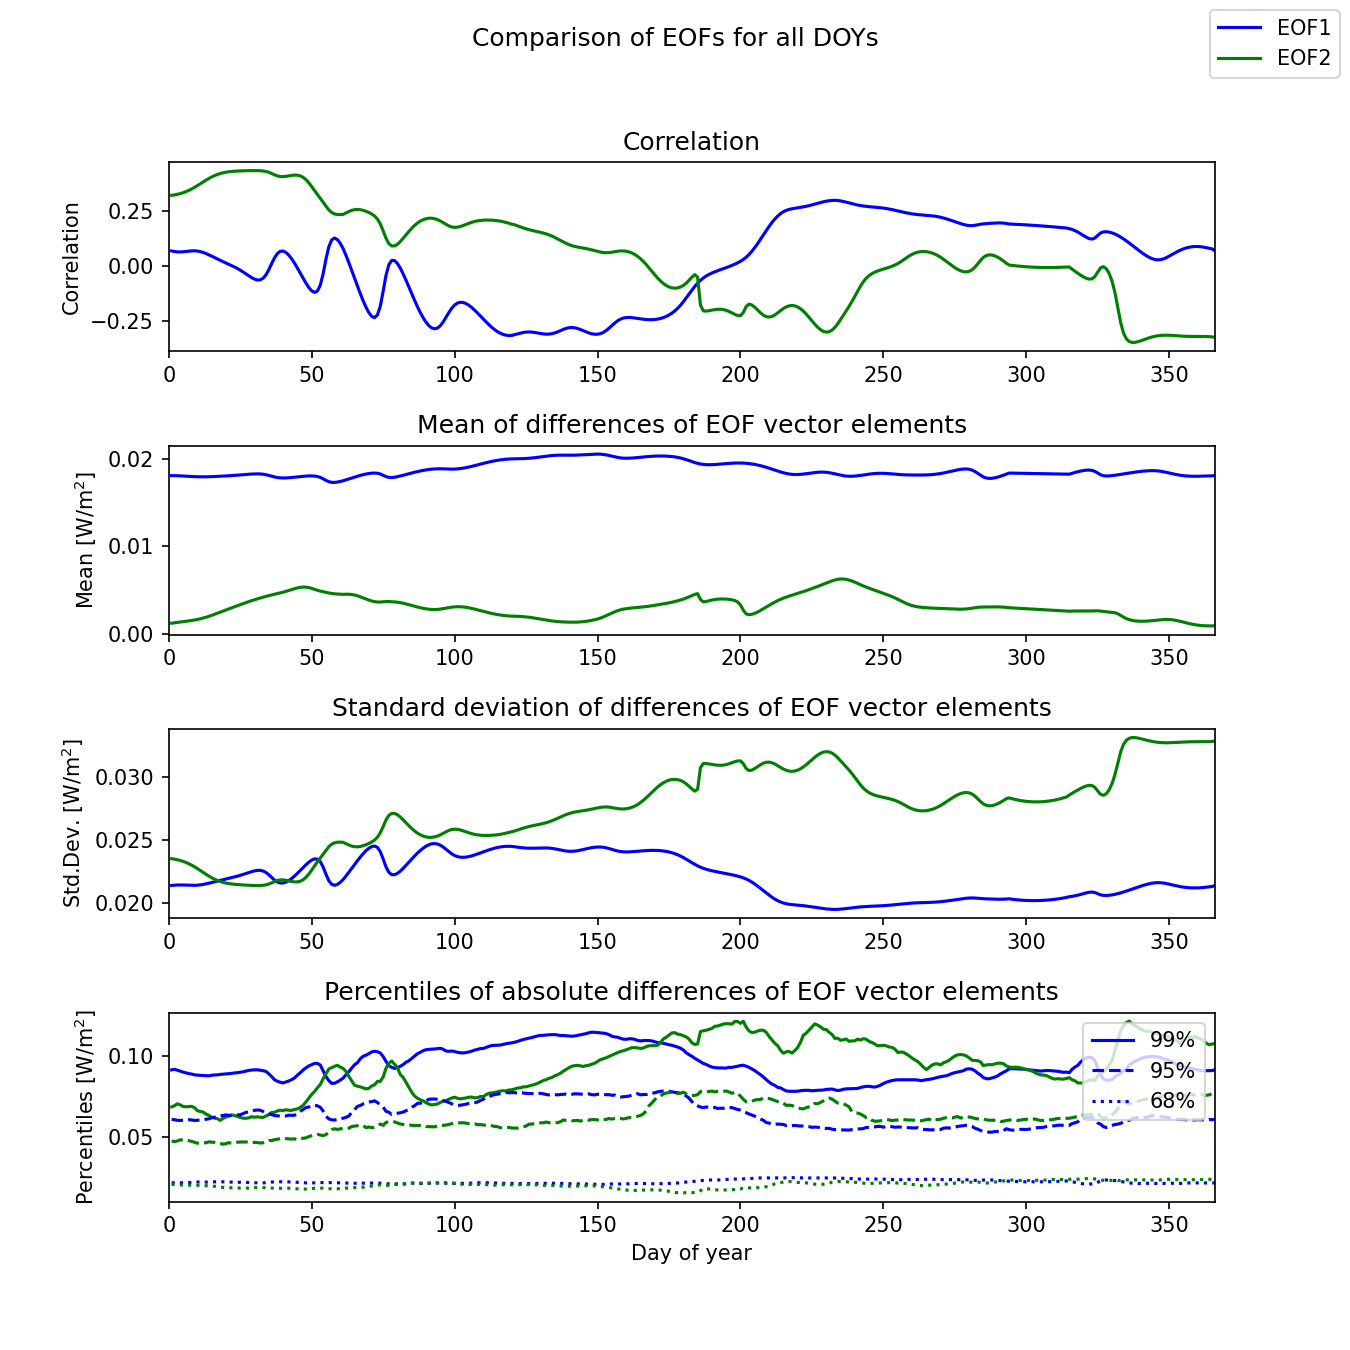 Comparison of EOFs for all DOYs
EOF1
EOF2
Correlation
Correlation
0.25
0.00
−0.25
0 50 100 150 200 250 300 350
Mean of differences of EOF vector elements
Mean [W/m²]
0.02
0.01
0.00
0 50 100 150 200 250 300 350
Standard deviation of differences of EOF vector elements
Std.Dev. [W/m²]
0.030
0.025
0.020
0 50 100 150 200 250 300 350
Percentiles of absolute differences of EOF vector elements
Percentiles [W/m²]
0.10
0.05
99%
95%
68%
0 50 100 150 200 250 300 350
Day of year